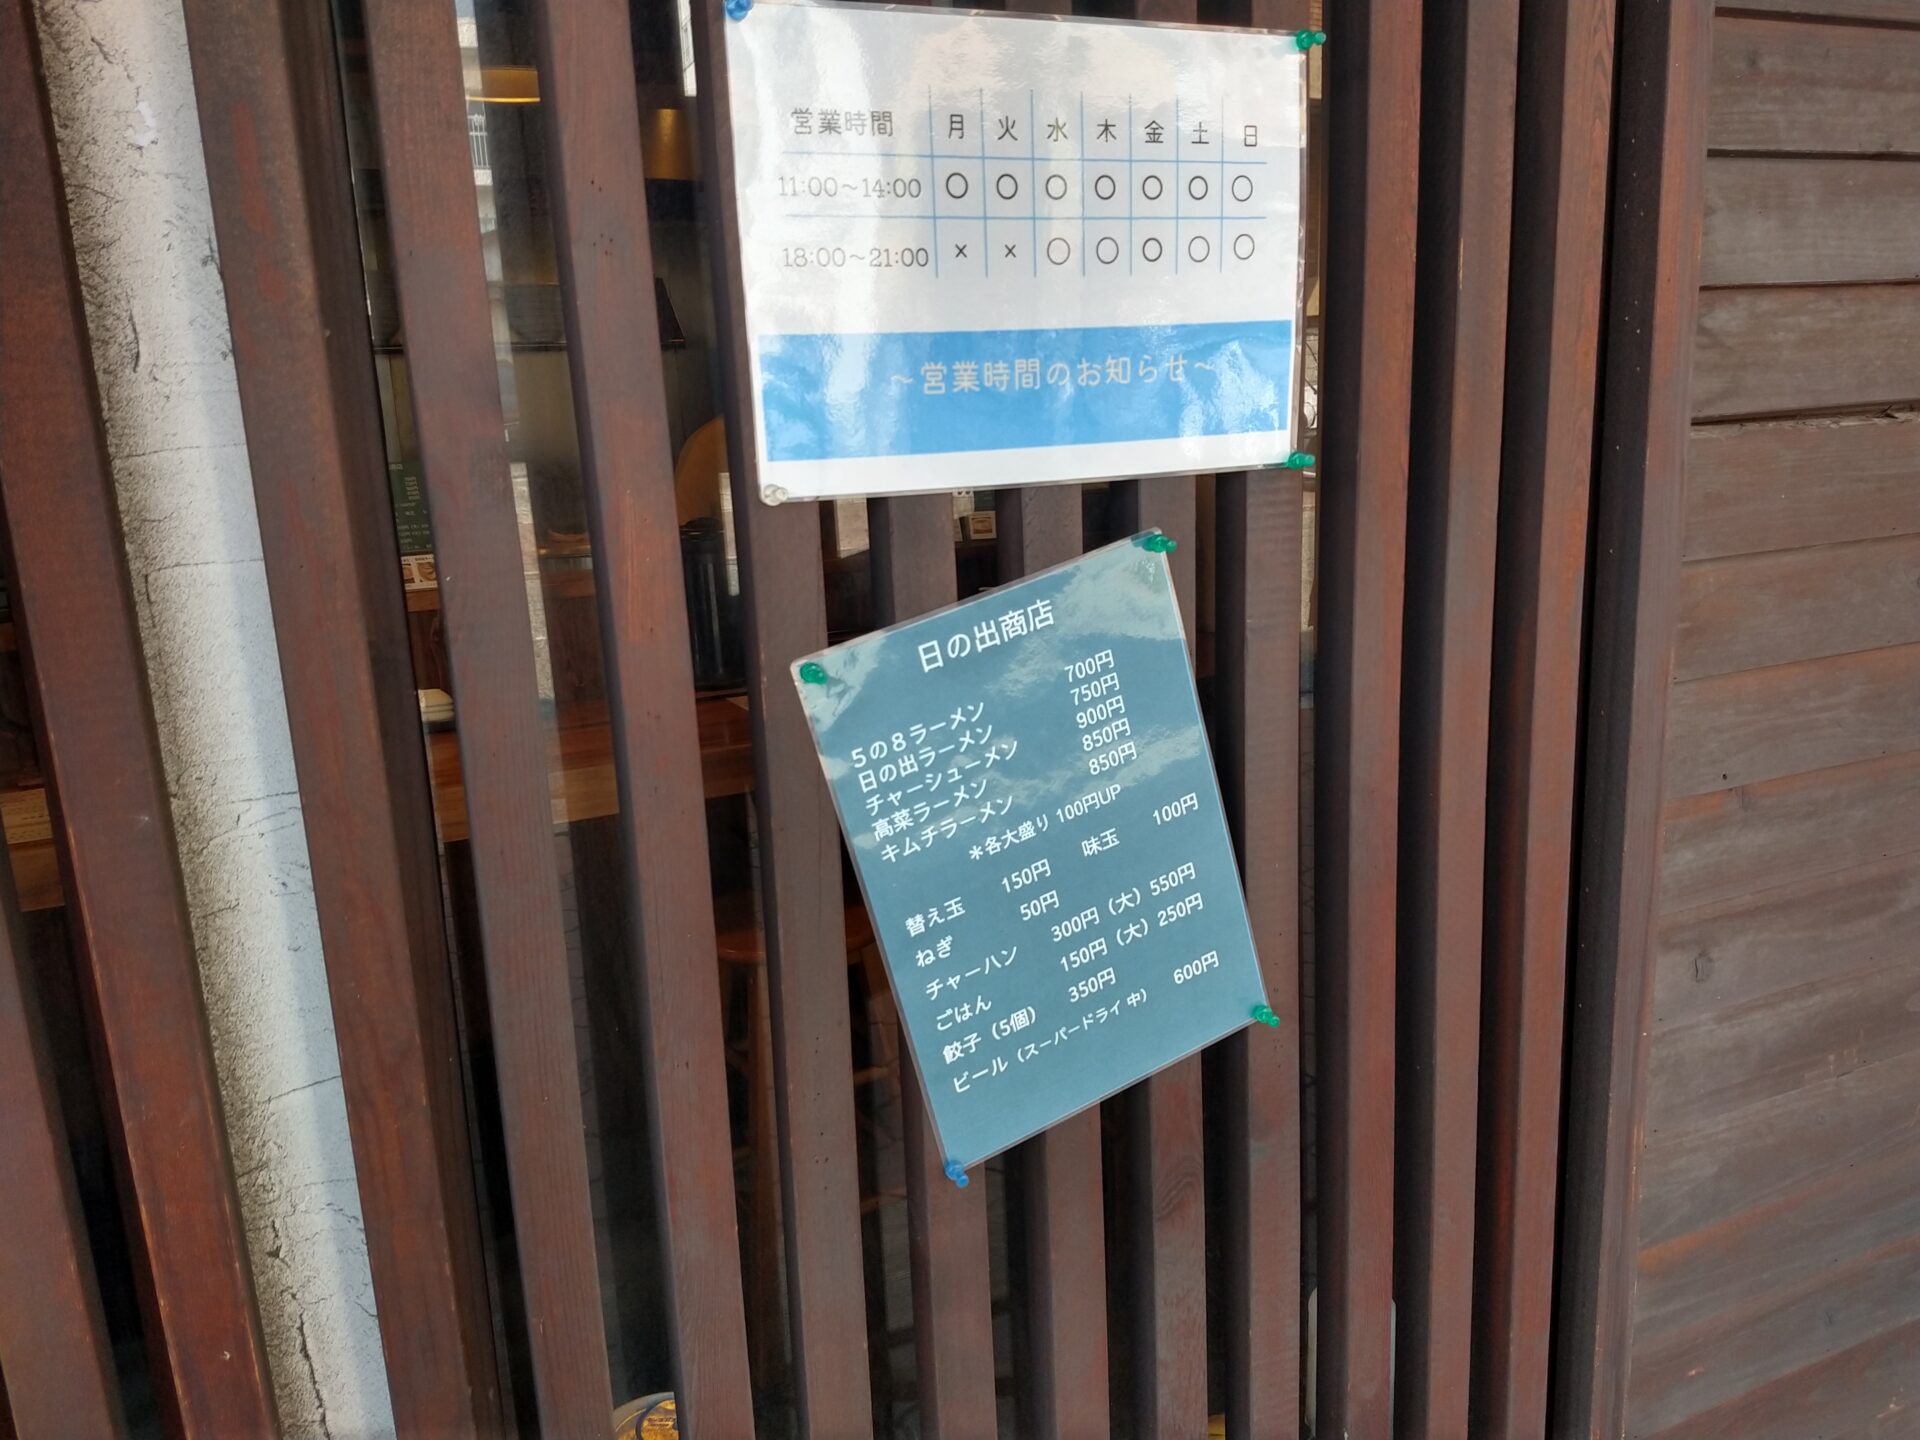 営業時間 月 火 水 木 金 土 日
11:00～14:00 〇 〇 〇 〇 〇 〇 〇
18:00～21:00 × × 〇 〇 〇 〇 〇
～営業時間のお知らせ～
日の出商店
5の8ラーメン 700円
日の出ラーメン 750円
チャーシューメン 900円
高菜ラーメン 850円
キムチラーメン 850円
＊各大盛り 100円UP
替え玉 150円 味玉 100円
ねぎ 50円
チャーハン 300円（大）550円
ごはん 150円（大）250円
餃子（5個） 350円
ビール（スーパードライ 中） 600円